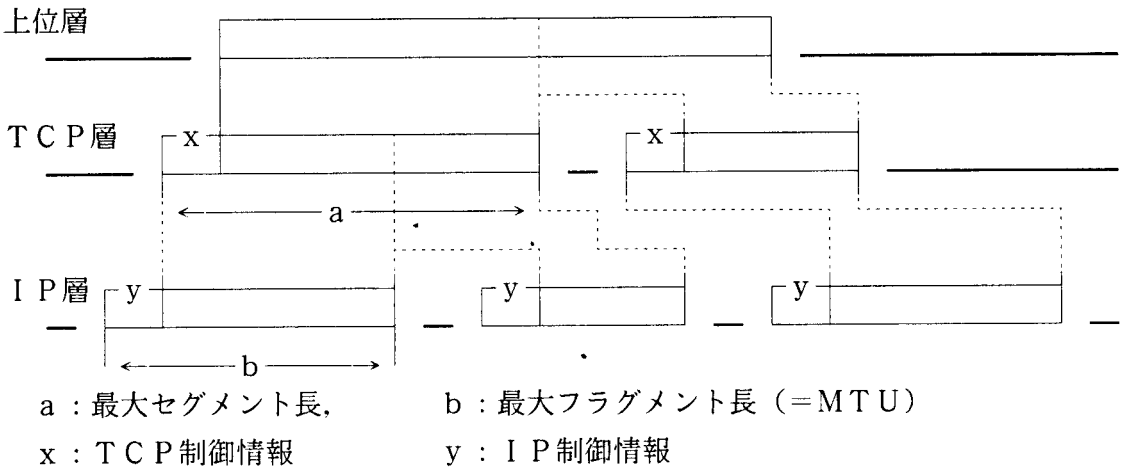 上位層
TCP層
x
x
a
IP層
y
y
y
b
a：最大セグメント長，
b：最大フラグメント長（=MTU）
x：TCP制御情報
y：IP制御情報